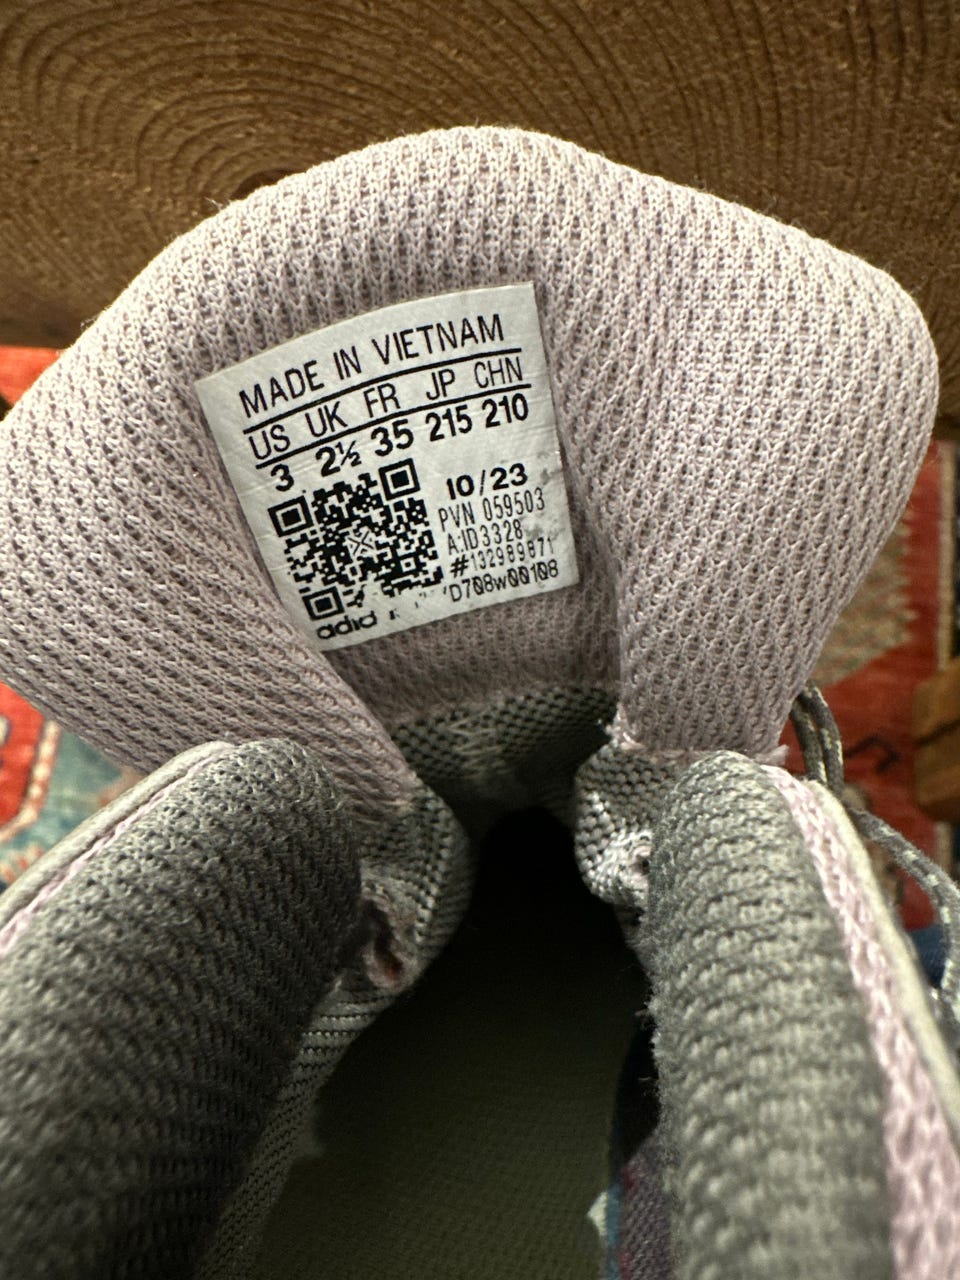 MADE IN VIETNAM
US UK FR JP CHN
3 2½ 35 215 210
10/23
PVN 059503
A:ID3328
#132989871
D708w00108